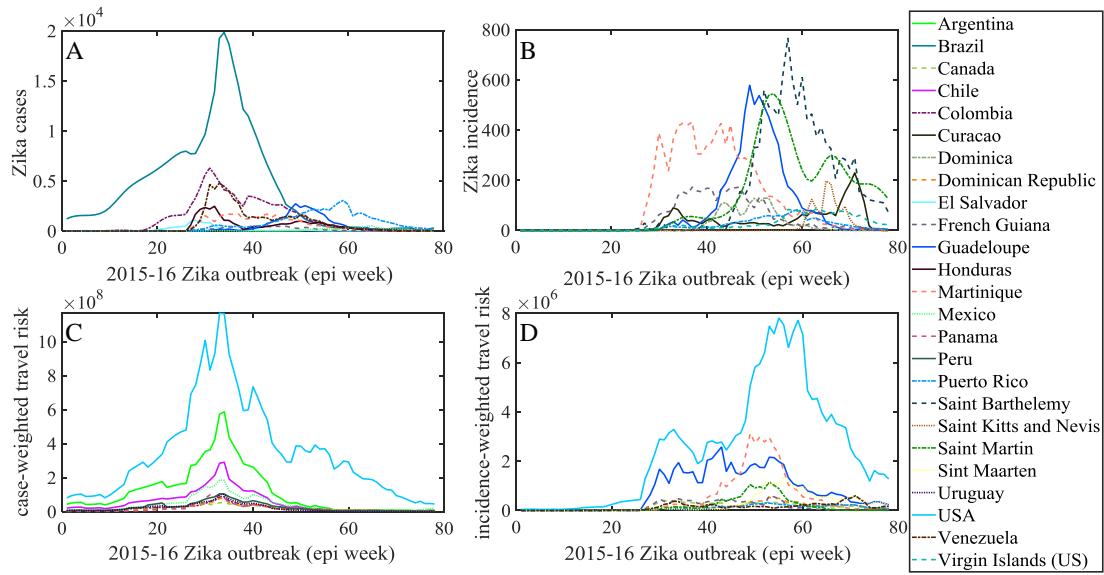 ×10⁴
A
2
1.5
1
0.5
0
0
20
40
60
80
Zika cases
2015-16 Zika outbreak (epi week)
B
800
600
400
200
0
0
20
40
60
80
Zika incidence
2015-16 Zika outbreak (epi week)
×10⁸
C
10
8
6
4
2
0
0
20
40
60
80
case-weighted travel risk
2015-16 Zika outbreak (epi week)
×10⁶
D
8
6
4
2
0
0
20
40
60
80
incidence-weighted travel risk
2015-16 Zika outbreak (epi week)
Argentina
Brazil
Canada
Chile
Colombia
Curacao
Dominica
Dominican Republic
El Salvador
French Guiana
Guadeloupe
Honduras
Martinique
Mexico
Panama
Peru
Puerto Rico
Saint Barthelemy
Saint Kitts and Nevis
Saint Martin
Sint Maarten
Uruguay
USA
Venezuela
Virgin Islands (US)